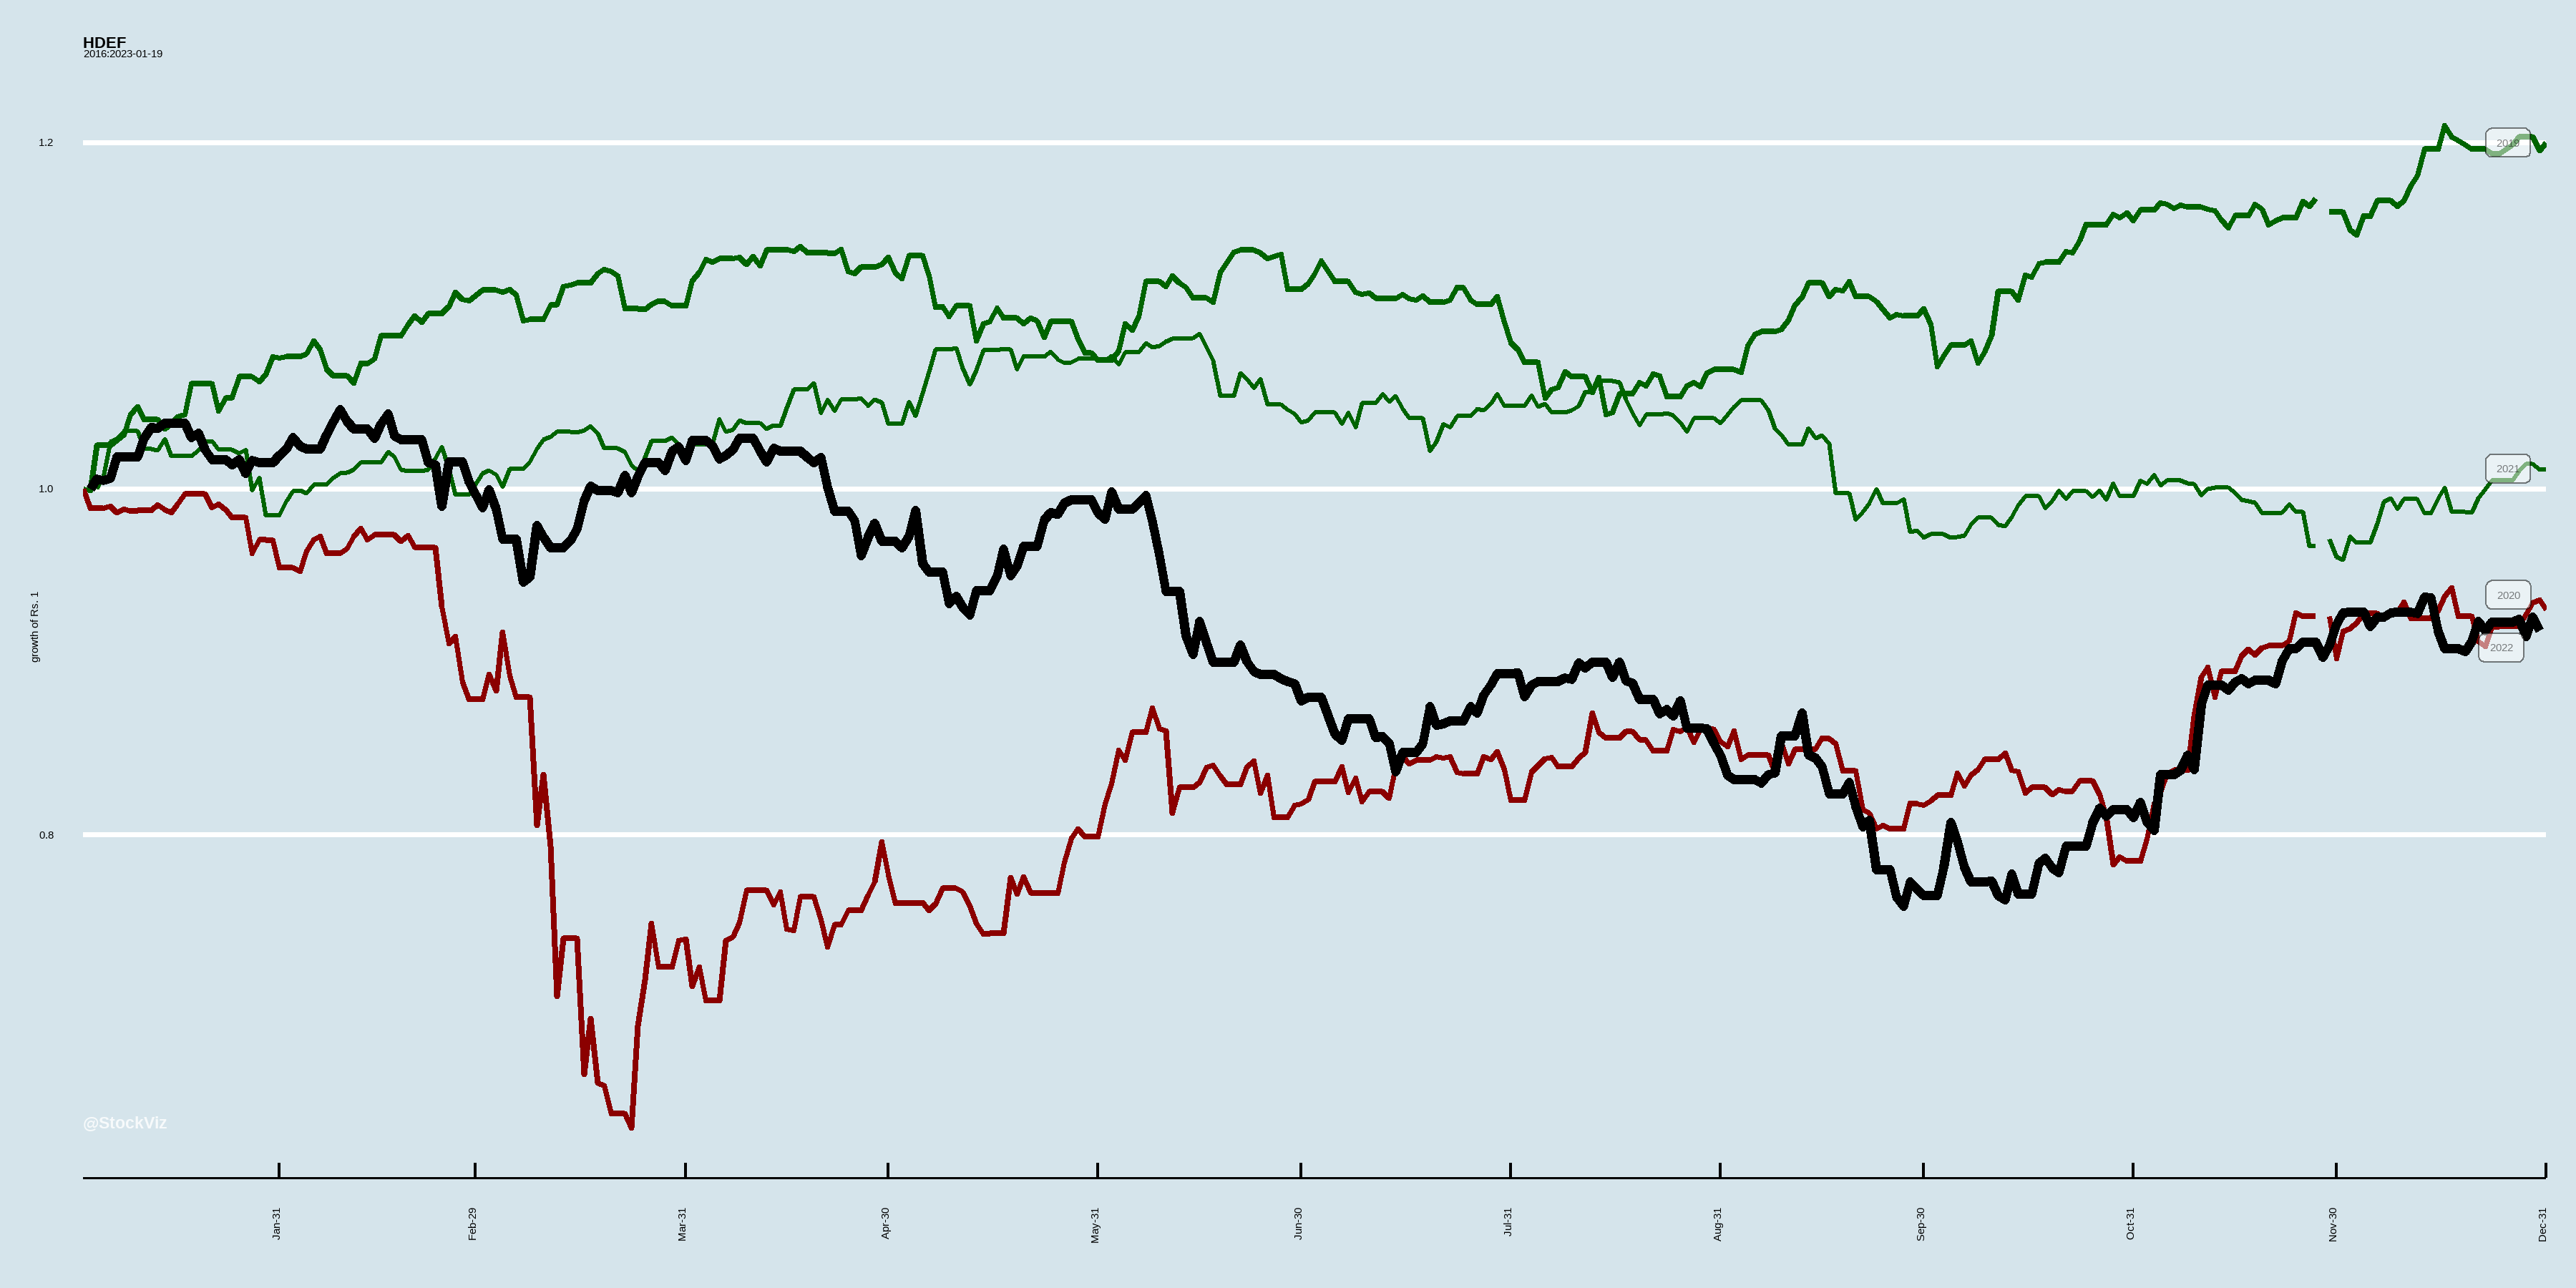 HDEF
2016:2023-01-19
1.2
1.0
0.8
growth of Rs. 1
2019
2021
2020
2022
@StockViz
Jan-31
Feb-29
Mar-31
Apr-30
May-31
Jun-30
Jul-31
Aug-31
Sep-30
Oct-31
Nov-30
Dec-31